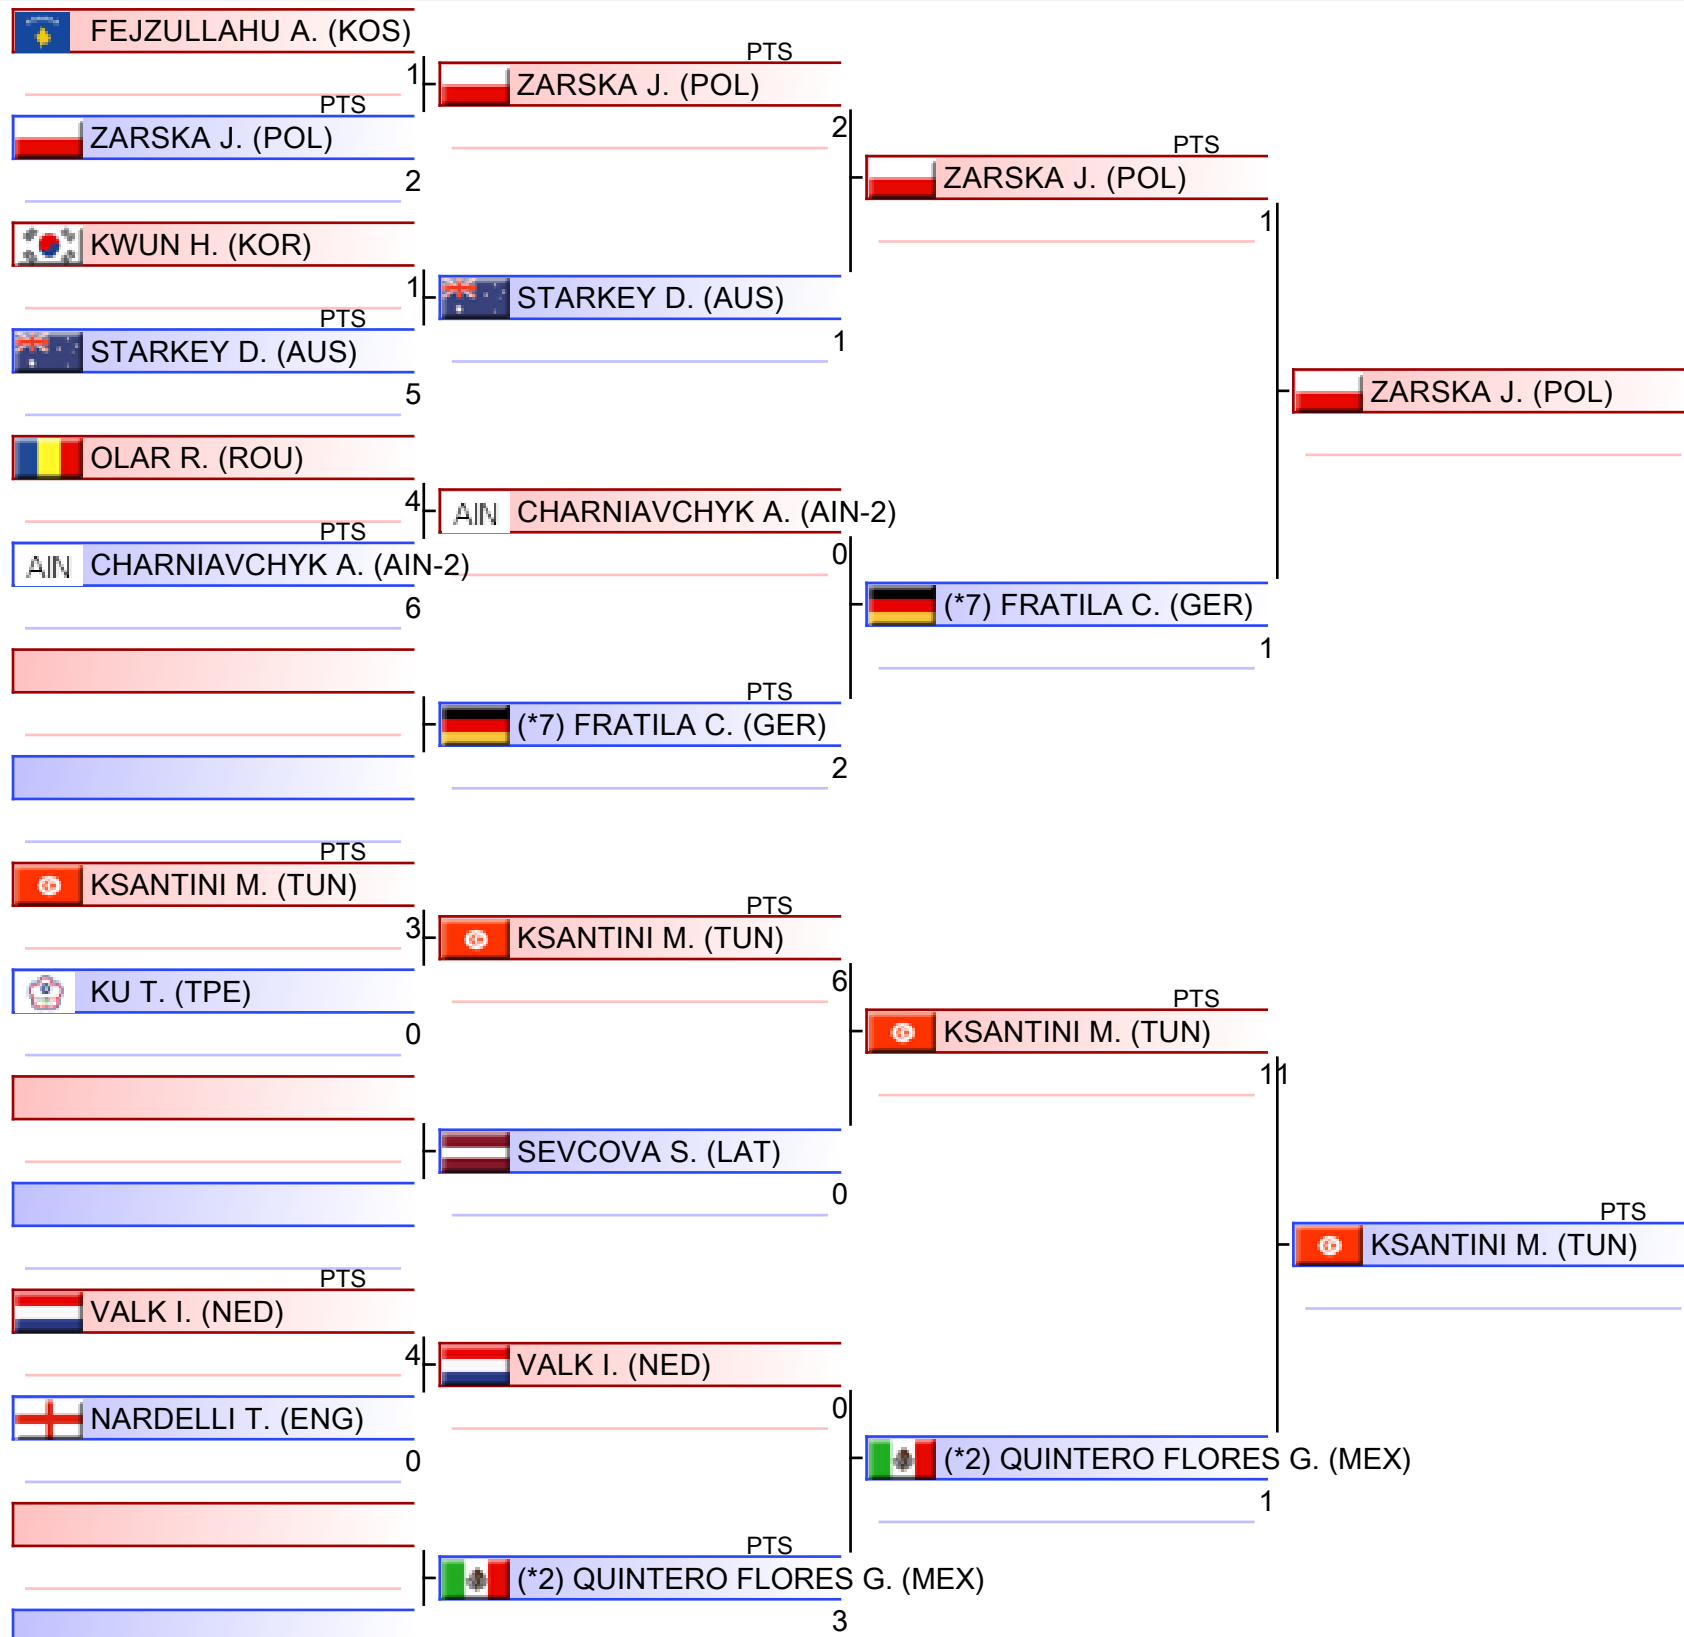 FEJZULLAHU A. (KOS)
1
PTS
ZARSKA J. (POL)
2
KWUN H. (KOR)
1
PTS
STARKEY D. (AUS)
5
OLAR R. (ROU)
4
PTS
AIN CHARNIAVCHYK A. (AIN-2)
6
PTS
KSANTINI M. (TUN)
3
KU T. (TPE)
0
PTS
VALK I. (NED)
4
NARDELLI T. (ENG)
0
PTS
ZARSKA J. (POL)
2
STARKEY D. (AUS)
1
AIN CHARNIAVCHYK A. (AIN-2)
0
PTS
(*7) FRATILA C. (GER)
2
PTS
KSANTINI M. (TUN)
6
SEVCOVA S. (LAT)
0
VALK I. (NED)
0
PTS
(*2) QUINTERO FLORES G. (MEX)
3
PTS
ZARSKA J. (POL)
1
(*7) FRATILA C. (GER)
1
PTS
KSANTINI M. (TUN)
11
(*2) QUINTERO FLORES G. (MEX)
1
ZARSKA J. (POL)
PTS
KSANTINI M. (TUN)